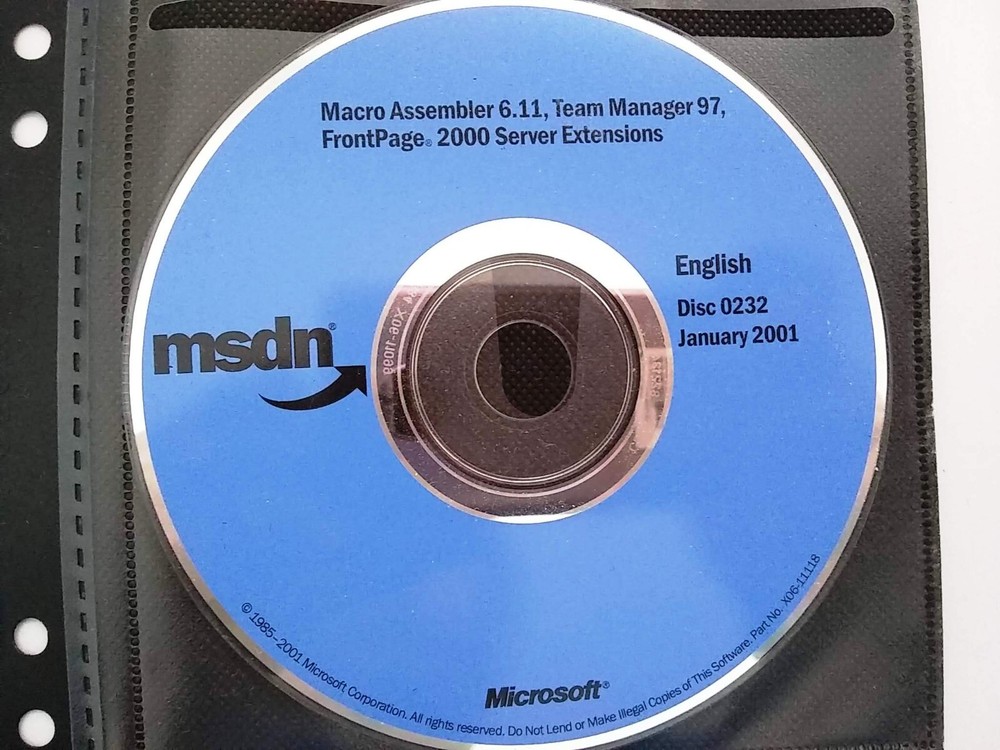 Macro Assembler 6.11, Team Manager 97,
FrontPage® 2000 Server Extensions
English
Disc 0232
January 2001
msdn®
© 1985–2001 Microsoft Corporation. All rights reserved. Do Not Lend or Make Illegal Copies of This Software. Part No. X06-11118
Microsoft®